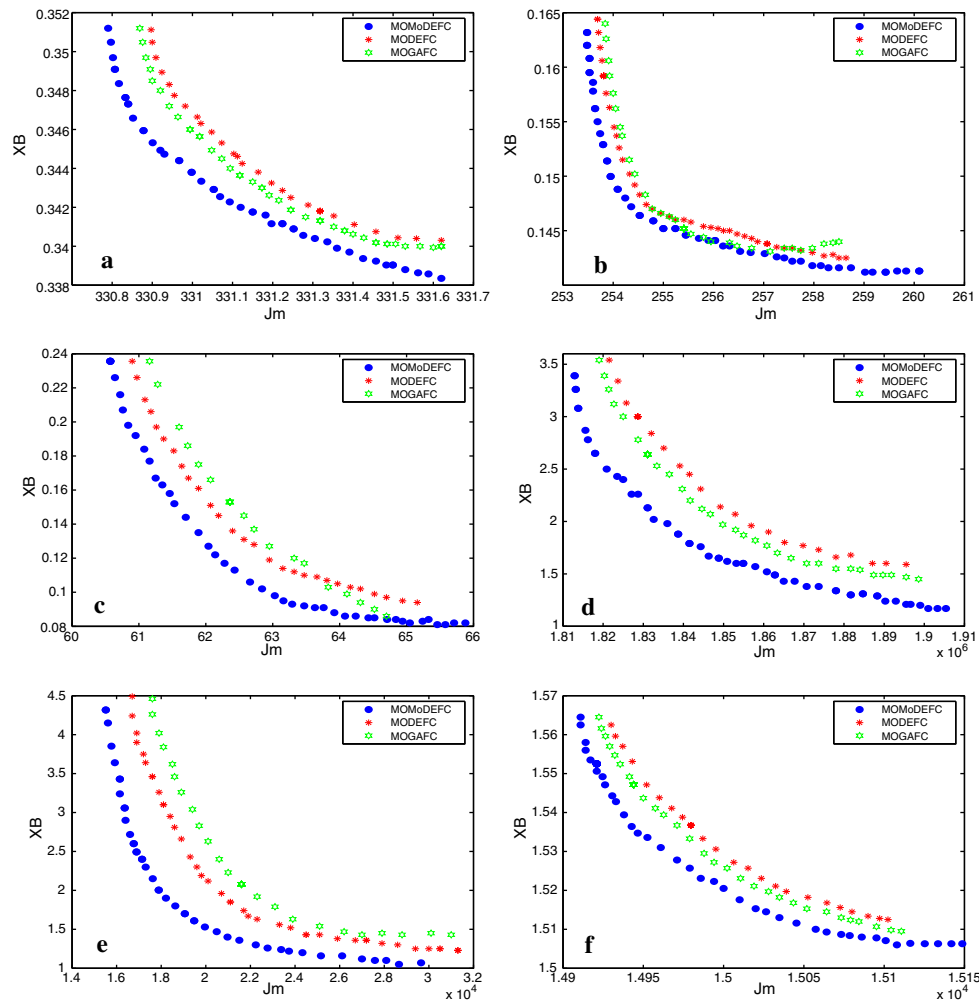 0.352
0.35
0.348
0.346
0.344
0.342
0.34
0.338
XB
MOMoDEFC
MODEFC
MOGAFC
a
330.8
330.9
331
331.1
331.2
331.3
331.4
331.5
331.6
331.7
Jm
0.165
0.16
0.155
0.15
0.145
XB
MOMoDEFC
MODEFC
MOGAFC
b
253
254
255
256
257
258
259
260
261
Jm
0.24
0.22
0.2
0.18
0.16
0.14
0.12
0.1
0.08
XB
MOMoDEFC
MODEFC
MOGAFC
c
60
61
62
63
64
65
66
Jm
3.5
3
2.5
2
1.5
1
XB
MOMoDEFC
MODEFC
MOGAFC
d
1.81
1.82
1.83
1.84
1.85
1.86
1.87
1.88
1.89
1.9
1.91
Jm
x 10^6
4.5
4
3.5
3
2.5
2
1.5
1
XB
MOMoDEFC
MODEFC
MOGAFC
e
1.4
1.6
1.8
2
2.2
2.4
2.6
2.8
3
3.2
Jm
x 10^4
1.57
1.56
1.55
1.54
1.53
1.52
1.51
1.5
XB
MOMoDEFC
MODEFC
MOGAFC
f
1.49
1.495
1.5
1.505
1.51
1.515
Jm
x 10^4